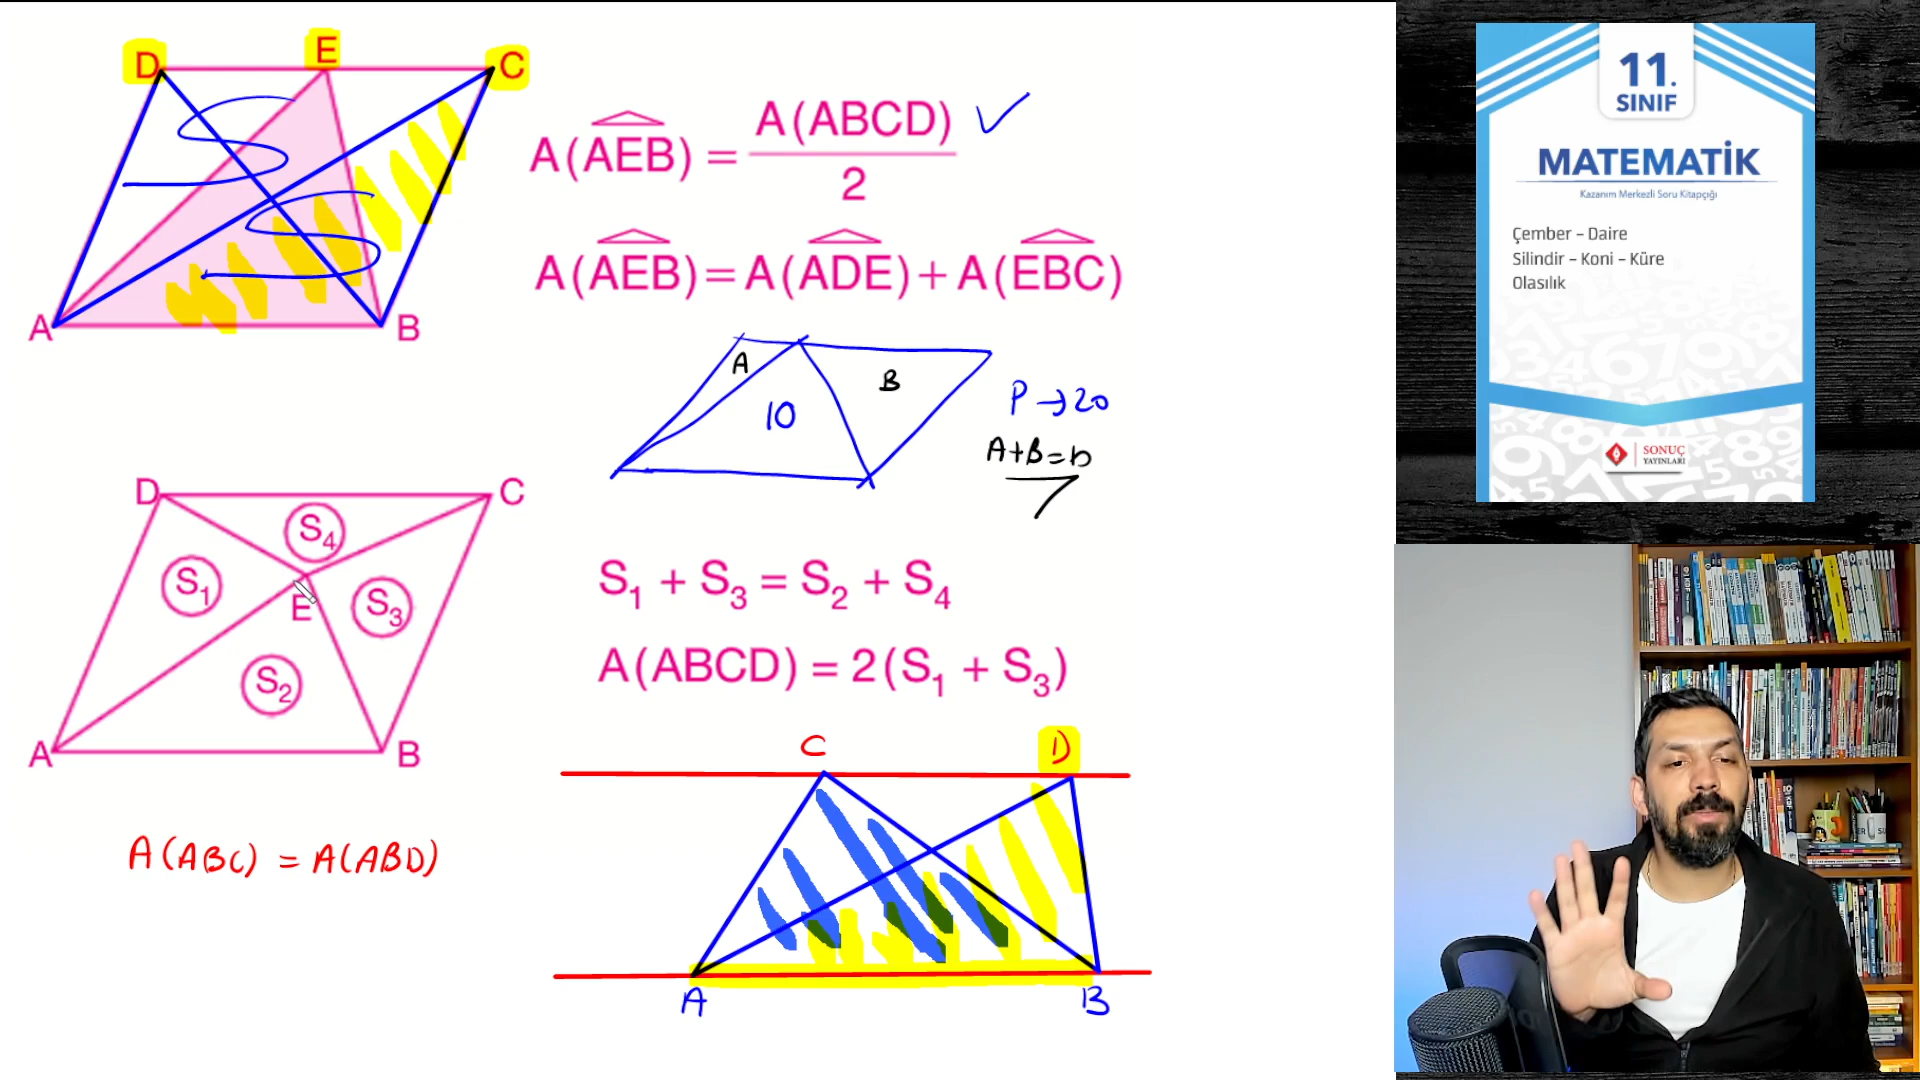 D E C
A(AEB) = A(ABCD) / 2 ✓
A(AEB) = A(ADE) + A(EBC)
A B
A
10
B
P → 20
A+B=10
D C
S4
S1
S3
E
S2
A B
S1 + S3 = S2 + S4
A(ABCD) = 2(S1 + S3)
C D
A(ABC) = A(ABD)
A B
11.
SINIF
MATEMATİK
Kazanım Merkezli Soru Kitapçığı
Çember – Daire
Silindir – Koni – Küre
Olasılık
SONUÇ
YAYINLARI